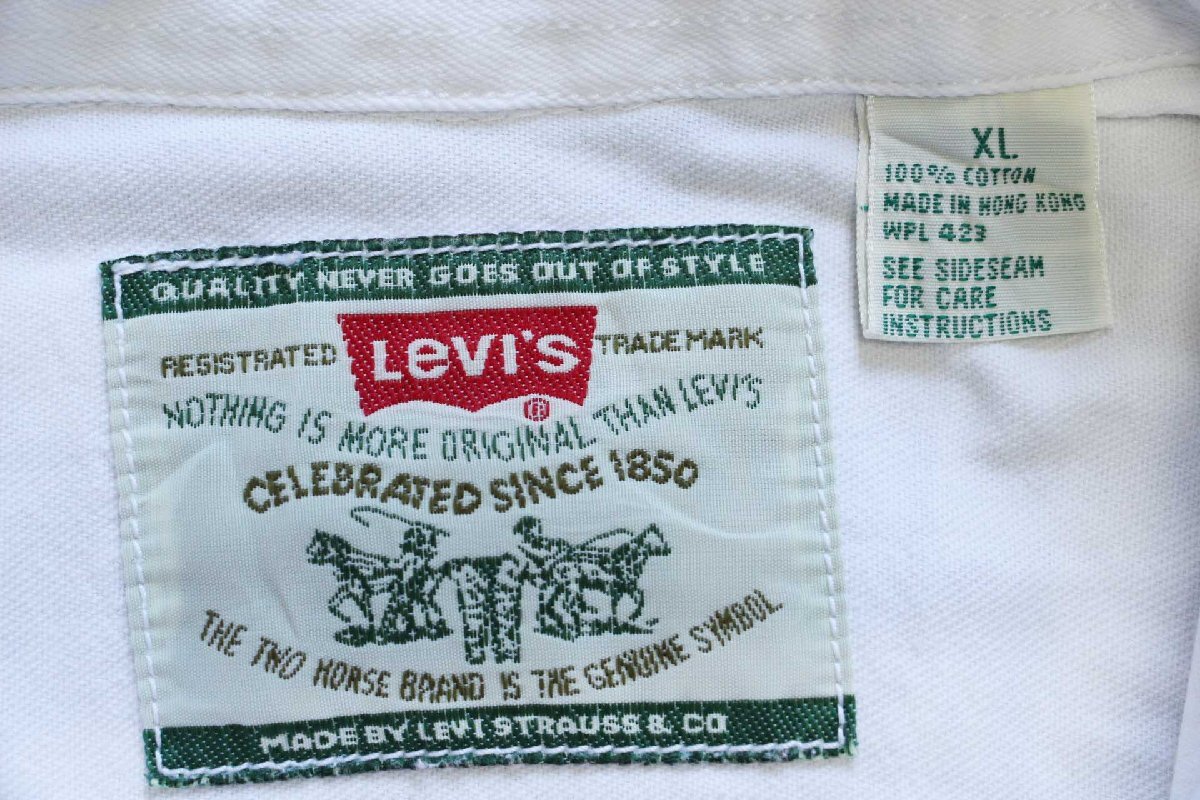 QUALITY NEVER GOES OUT OF STYLE
REGISTRATED LEVI'S TRADE MARK
®
NOTHING IS MORE ORIGINAL THAN LEVI'S
CELEBRATED SINCE 1850
THE TWO HORSE BRAND IS THE GENUINE SYMBOL.
MADE BY LEVI STRAUSS & CO
XL.
100% COTTON
MADE IN HONG KONG
WPL 423
SEE SIDESEAM
FOR CARE
INSTRUCTIONS